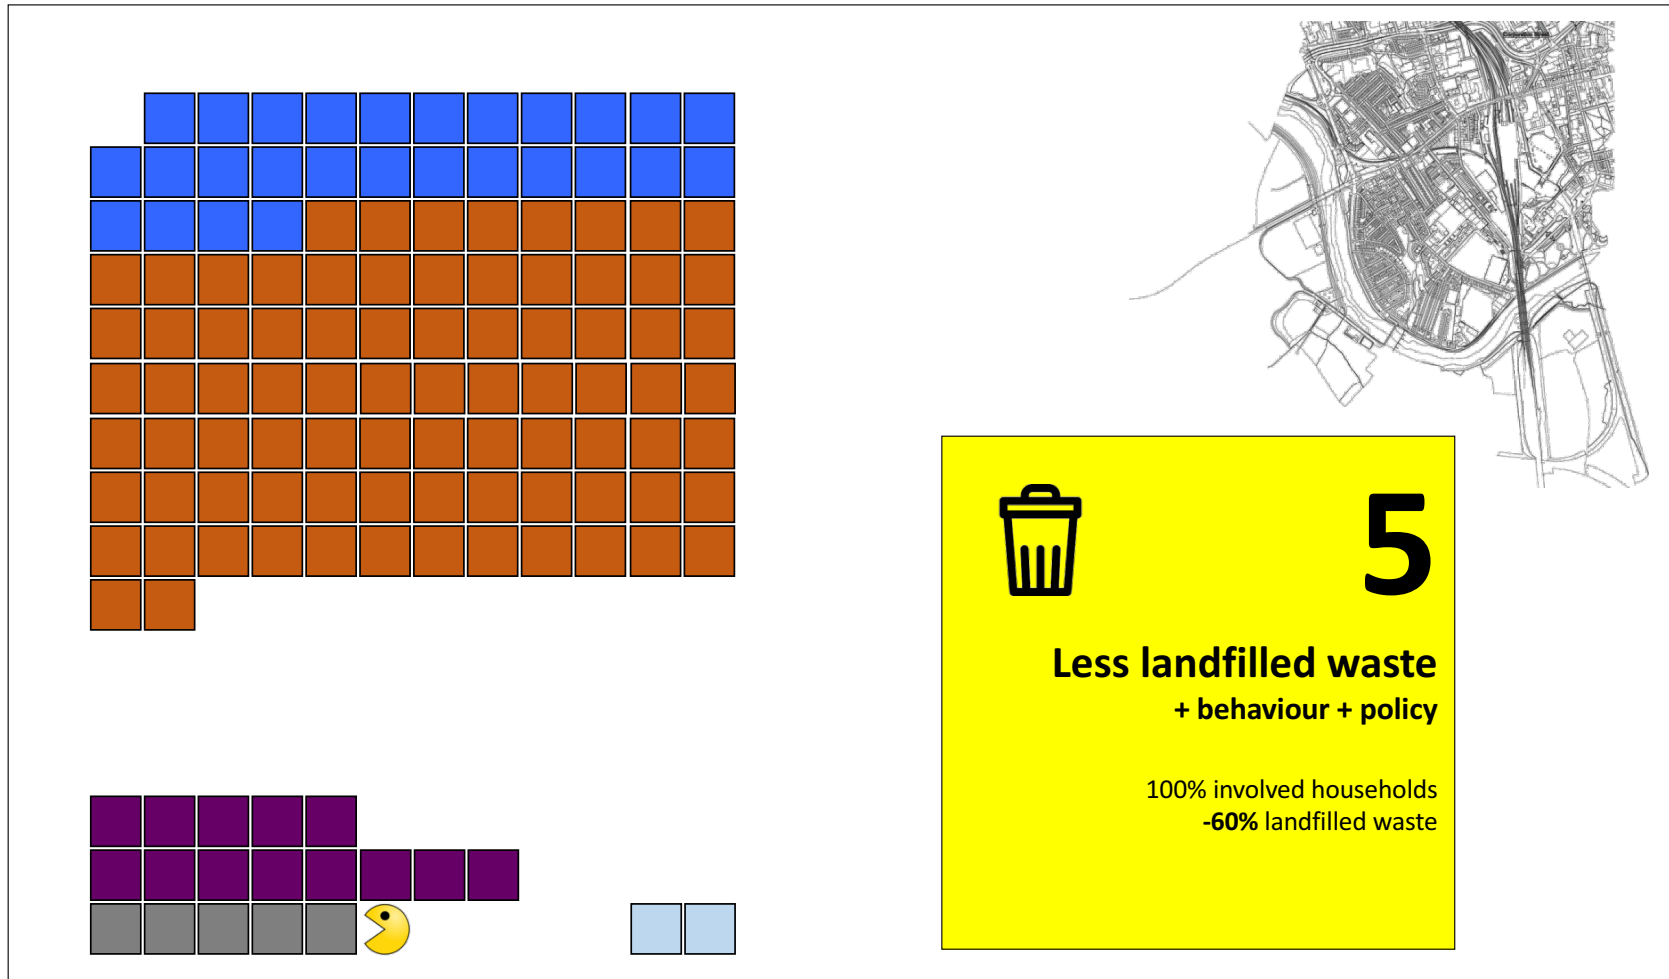 5
Less landfilled waste
+ behaviour + policy
100% involved households
-60% landfilled waste